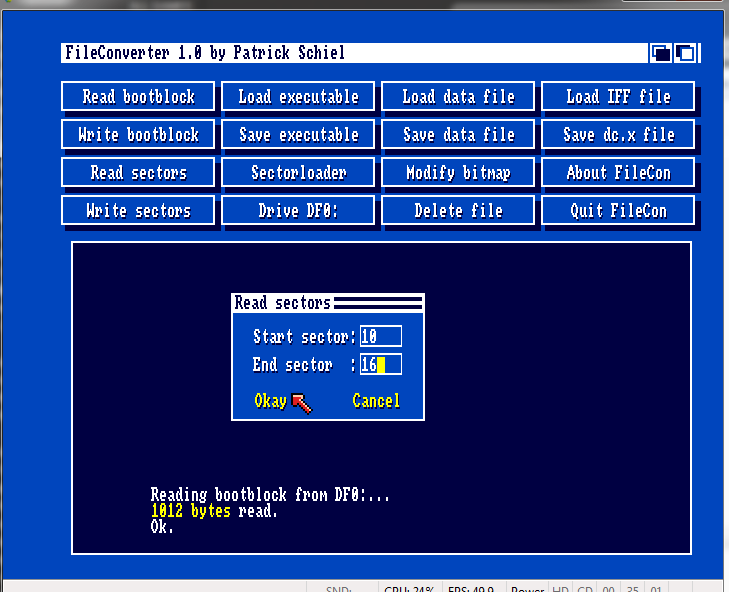 FileConverter 1.0 by Patrick Schiel
Read bootblock Load executable Load data file Load IFF file
Write bootblock Save executable Save data file Save dc.x file
Read sectors Sectorloader Modify bitmap About FileCon
Write sectors Drive DF0: Delete file Quit FileCon
Read sectors
Start sector: 10
End sector : 16
Okay Cancel
Reading bootblock from DF0:...
1012 bytes read.
Ok.
SND: CPU: 24% FPS: 49.9 Power HD CD 00 35 01